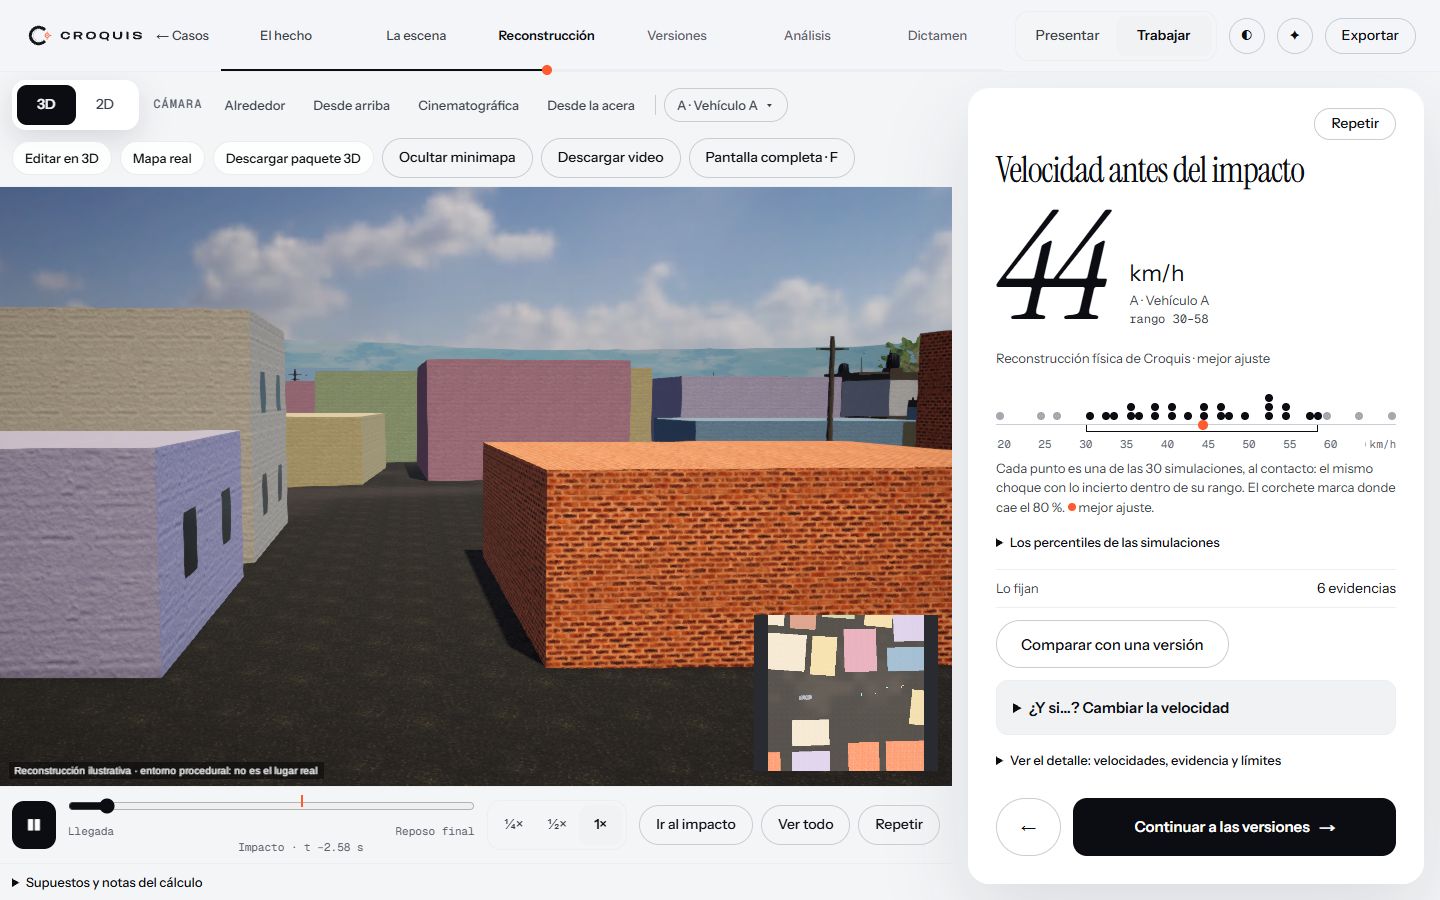 CROQUIS
← Casos
El hecho
La escena
Reconstrucción
Versiones
Análisis
Dictamen
Presentar
Trabajar
Exportar
3D
2D
CÁMARA
Alrededor
Desde arriba
Cinematográfica
Desde la acera
A · Vehículo A
Editar en 3D
Mapa real
Descargar paquete 3D
Ocultar minimapa
Descargar video
Pantalla completa · F
Reconstrucción ilustrativa · entorno procedural: no es el lugar real
Llegada
Reposo final
Impacto · t −2.58 s
¼×
½×
1×
Ir al impacto
Ver todo
Repetir
Supuestos y notas del cálculo
Repetir
Velocidad antes del impacto
44
km/h
A · Vehículo A
rango 30–58
Reconstrucción física de Croquis · mejor ajuste
20 25 30 35 40 45 50 55 60 km/h
Cada punto es una de las 30 simulaciones, al contacto: el mismo
choque con lo incierto dentro de su rango. El corchete marca donde
cae el 80 %. mejor ajuste.
Los percentiles de las simulaciones
Lo fijan
6 evidencias
Comparar con una versión
¿Y si...? Cambiar la velocidad
Ver el detalle: velocidades, evidencia y límites
←
Continuar a las versiones →